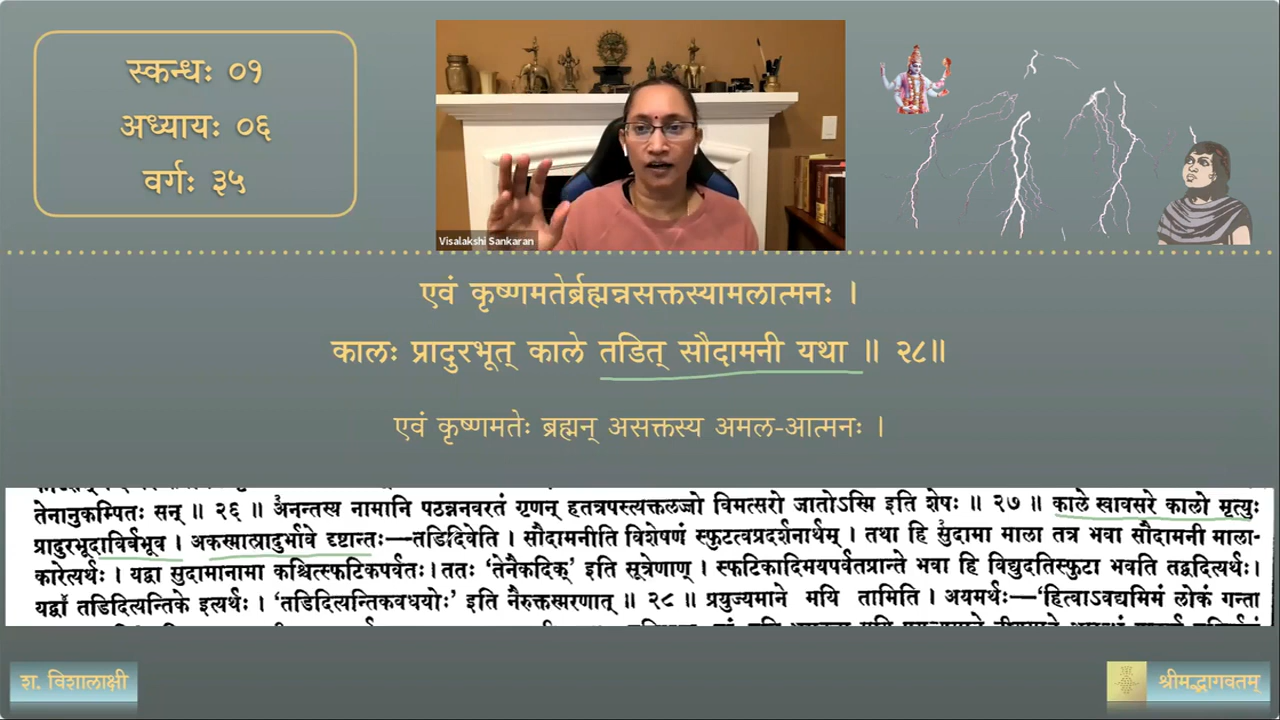 स्कन्धः ०१
अध्यायः ०६
वर्गः ३५
Visalakshi Sankaran
एवं कृष्णमतेर्ब्रह्मन्नसक्तस्यामलात्मनः ।
कालः प्रादुरभूत् काले तडित् सौदामनी यथा ॥ २८॥
एवं कृष्णमतेः ब्रह्मन् असक्तस्य अमल-आत्मनः ।
तेनानुकम्पितः सन् ॥ २६ ॥ अनन्तस्य नामानि पठन्ननवरतं गृणन् हतत्रपस्त्यक्तलज्जो विमत्सरो जातोऽस्मि इति शेषः ॥ २७ ॥ काले स्वावसरे कालो मृत्युः
प्रादुरभूदाविर्बभूव । अकस्मात्प्रादुर्भावे दृष्टान्तः—तडिदिवेति । सौदामनीति विशेषणं स्फुटत्वप्रदर्शनार्थम् । तथा हि सुदामा माला तत्र भवा सौदामनी माला-
कारेत्यर्थः । यद्वा सुदामानामा कश्चित्स्फटिकपर्वतः । ततः ‘तेनैकदिक्’ इति सूत्रेणाण् । स्फटिकादिमयपर्वतप्रान्ते भवा हि विद्युदतिस्फुटा भवति तद्वदित्यर्थः ।
यद्वा तडिदित्यन्तिके इत्यर्थः । ‘तडिदित्यन्तिकवधयोः’ इति नैरुक्तस्मरणात् ॥ २८ ॥ प्रयुज्यमाने मयि तामिति । अयमर्थः—‘हित्वाऽवद्यमिमं लोकं गन्ता
श. विशालाक्षी
श्रीमद्भागवतम्